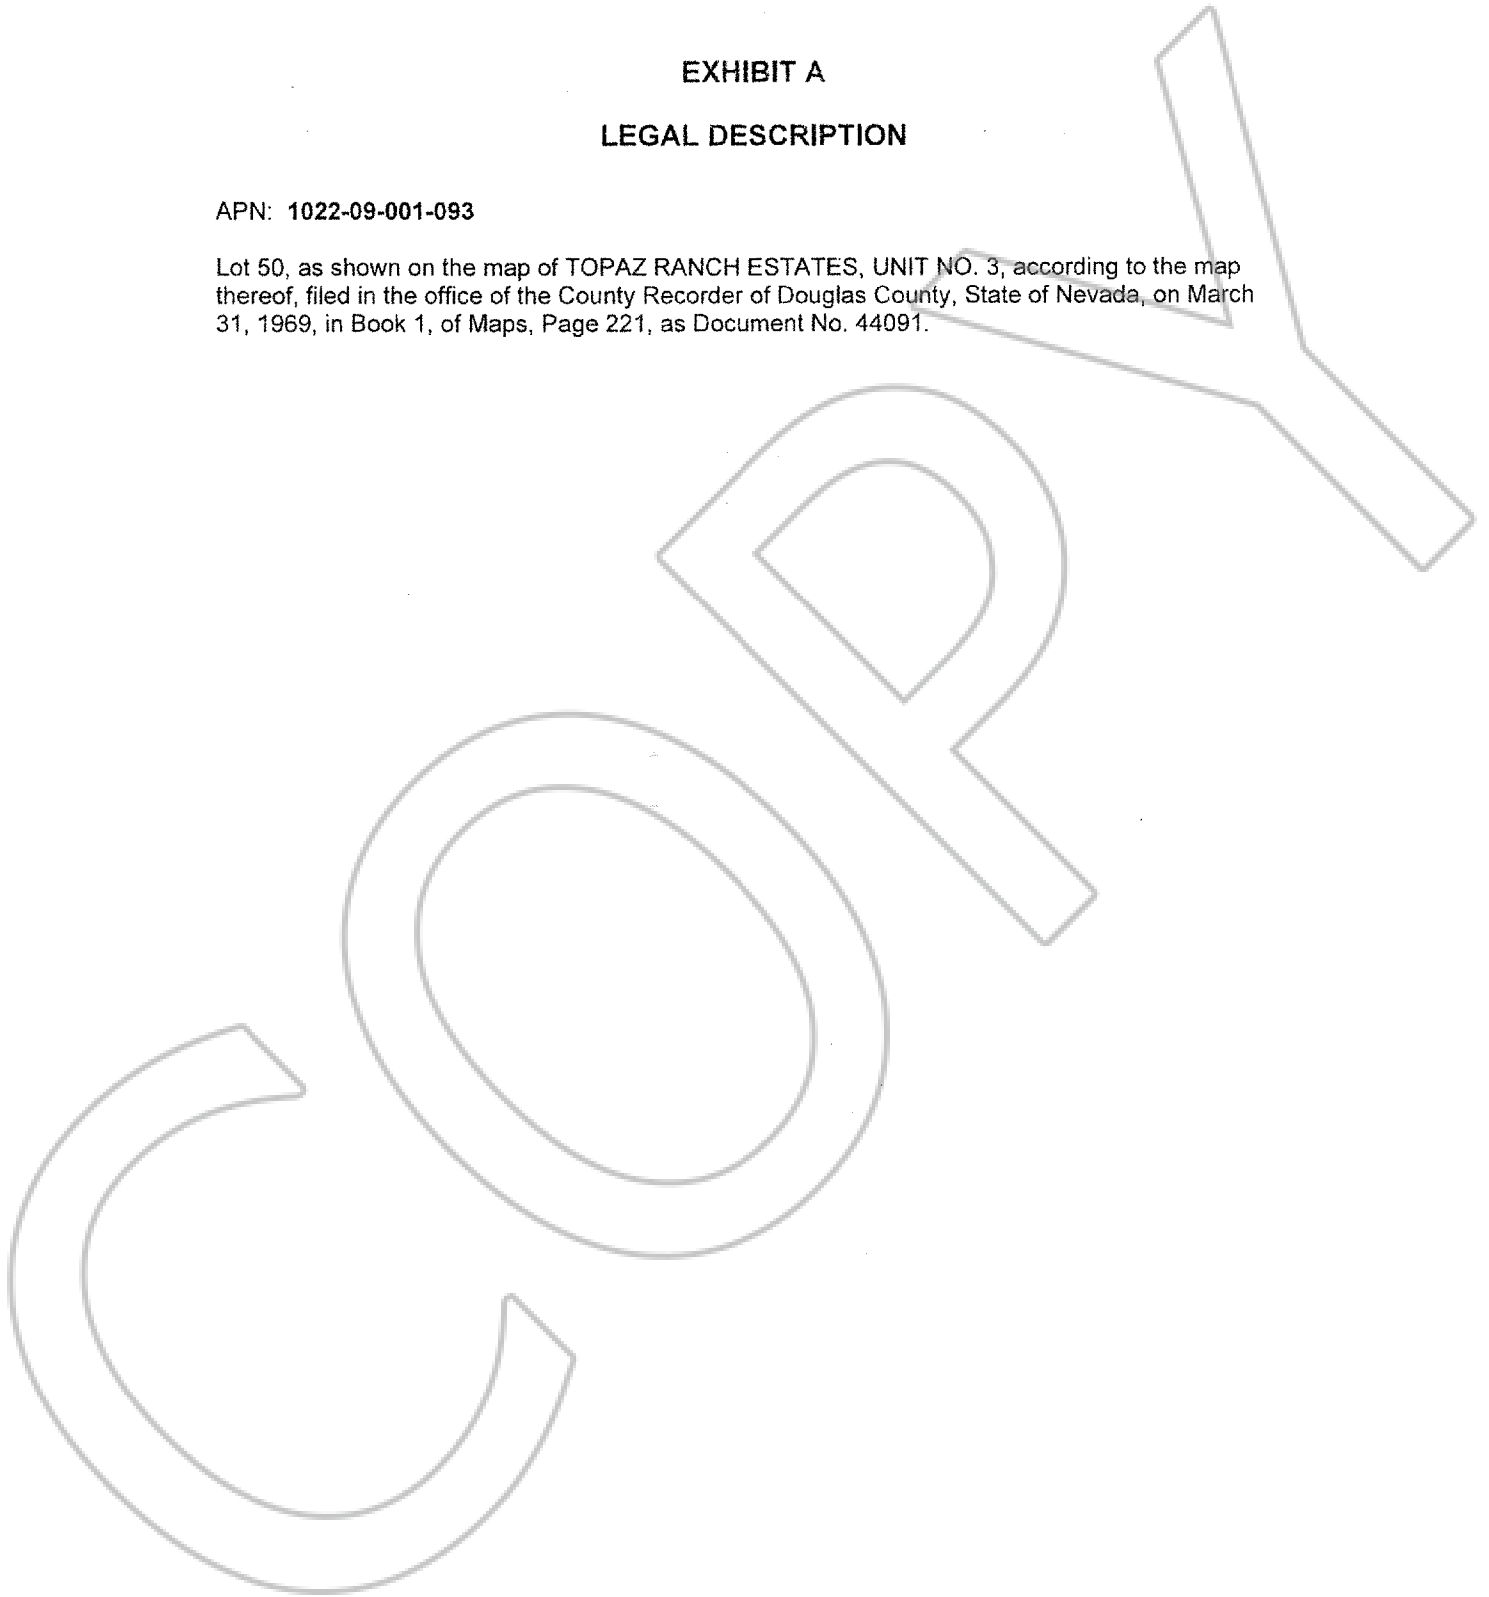 EXHIBIT A
LEGAL DESCRIPTION
APN: 1022-09-001-093
Lot 50, as shown on the map of TOPAZ RANCH ESTATES, UNIT NO. 3, according to the map
thereof, filed in the office of the County Recorder of Douglas County, State of Nevada, on March
31, 1969, in Book 1, of Maps, Page 221, as Document No. 44091.
COPY